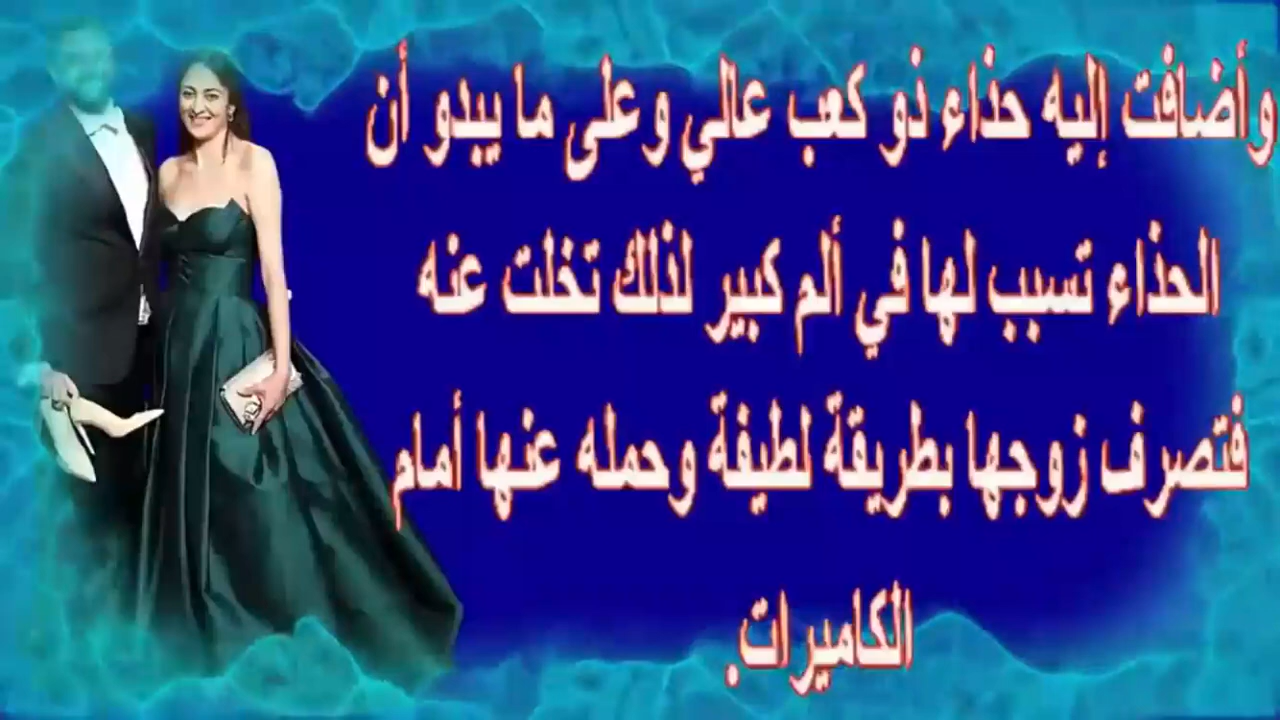 وأضافت إليه حذاء ذو كعب عالي وعلى ما يبدو أن
الحذاء تسبب لها في ألم كبير لذلك تخلت عنه
فتصرف زوجها بطريقة لطيفة وحمله عنها أمام
الكاميرات.